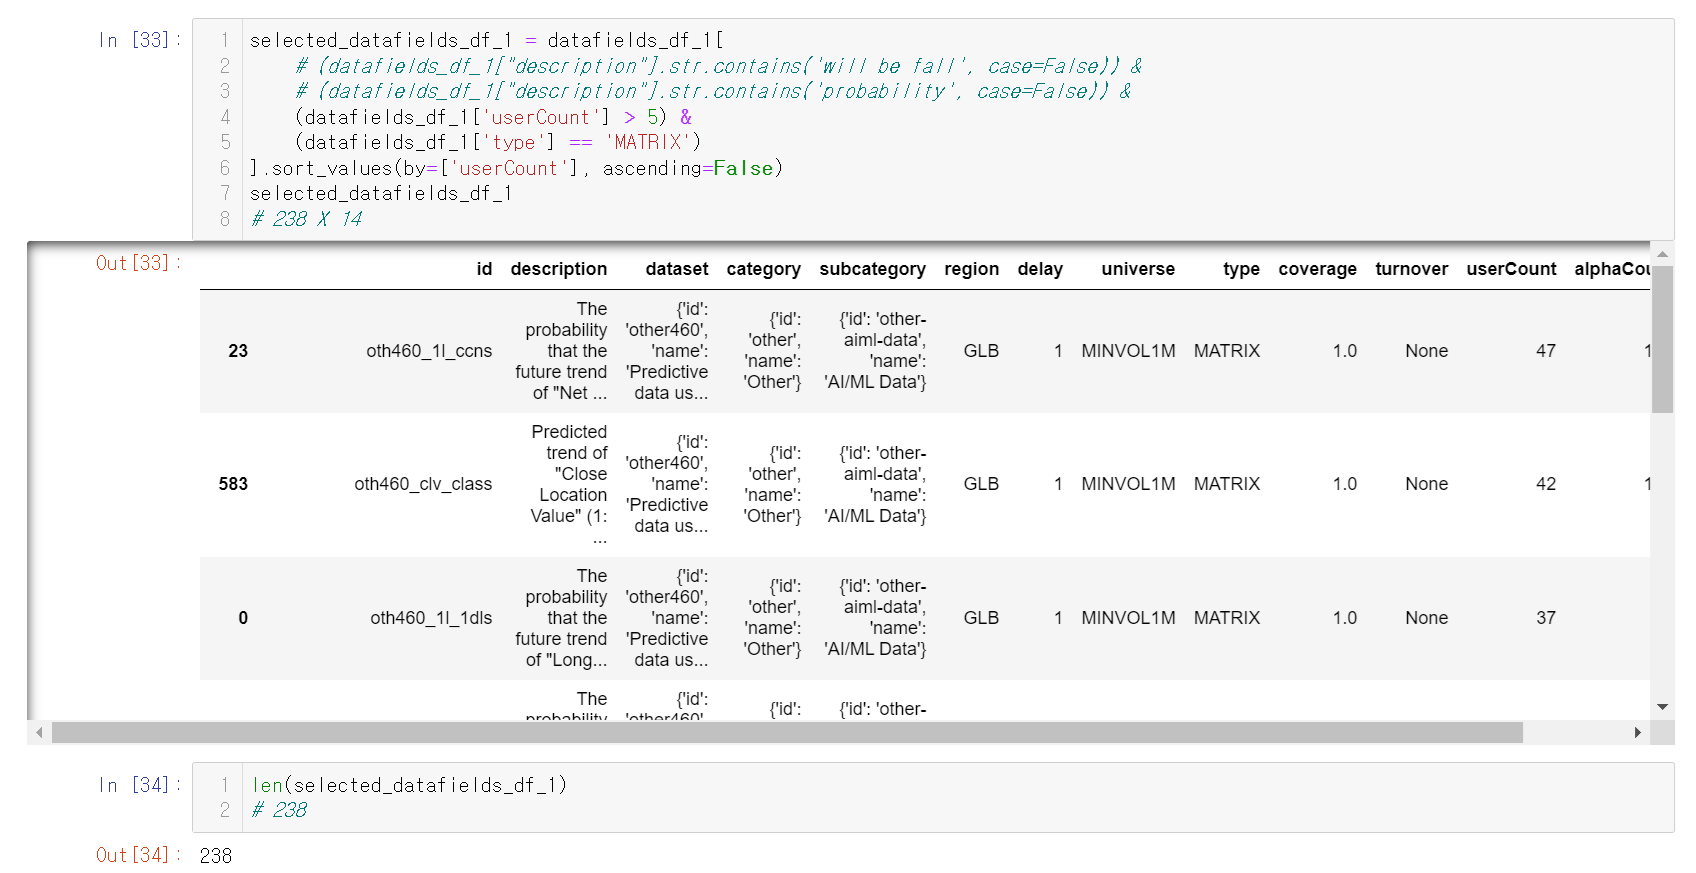 In [33]:
1 selected_datafields_df_1 = datafields_df_1[
2 # (datafields_df_1["description"].str.contains('will be fall', case=False)) &
3 # (datafields_df_1["description"].str.contains('probability', case=False)) &
4 (datafields_df_1['userCount'] > 5) &
5 (datafields_df_1['type'] == 'MATRIX')
6 ].sort_values(by=['userCount'], ascending=False)
7 selected_datafields_df_1
8 # 238 X 14
Out[33]:
id description dataset category subcategory region delay universe type coverage turnover userCount alphaCou
23 oth460_1l_ccns The probability that the future trend of "Net ... {'id': 'other460', 'name': 'Predictive data us... {'id': 'other', 'name': 'Other'} {'id': 'other-aiml-data', 'name': 'AI/ML Data'} GLB 1 MINVOL1M MATRIX 1.0 None 47 1
583 oth460_clv_class Predicted trend of "Close Location Value" (1: ... {'id': 'other460', 'name': 'Predictive data us... {'id': 'other', 'name': 'Other'} {'id': 'other-aiml-data', 'name': 'AI/ML Data'} GLB 1 MINVOL1M MATRIX 1.0 None 42 1
0 oth460_1l_1dls The probability that the future trend of "Long... {'id': 'other460', 'name': 'Predictive data us... {'id': 'other', 'name': 'Other'} {'id': 'other-aiml-data', 'name': 'AI/ML Data'} GLB 1 MINVOL1M MATRIX 1.0 None 37
The probability {'id': 'other460', {'id': {'id': 'other-
In [34]:
1 len(selected_datafields_df_1)
2 # 238
Out[34]: 238